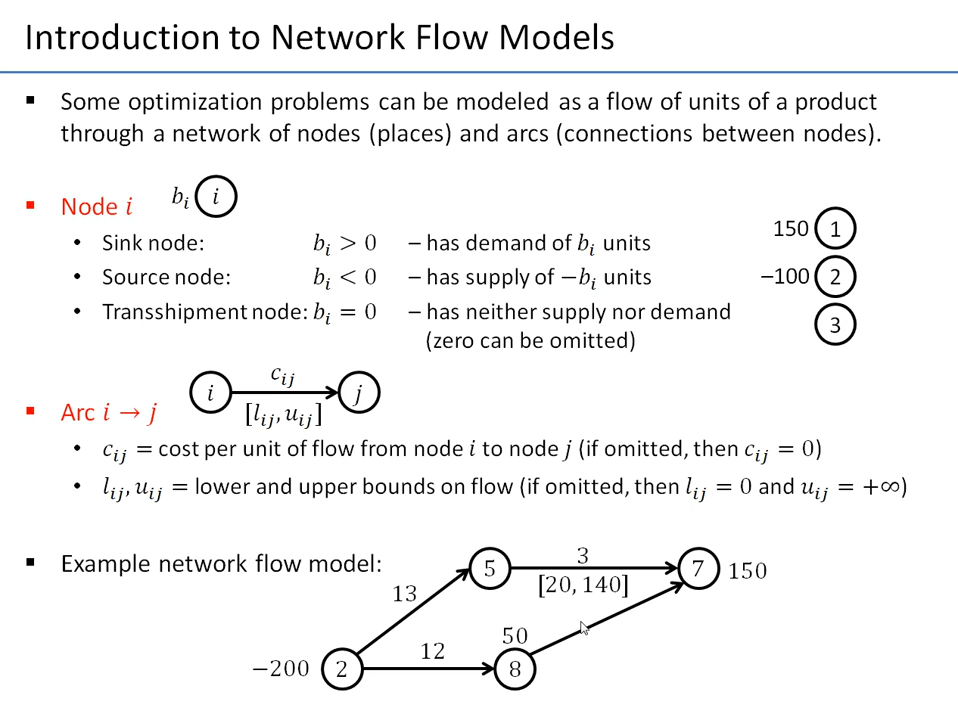 Introduction to Network Flow Models
▪ Some optimization problems can be modeled as a flow of units of a product
through a network of nodes (places) and arcs (connections between nodes).
▪ Node i
b_i i
• Sink node: b_i > 0 – has demand of b_i units
• Source node: b_i < 0 – has supply of −b_i units
• Transshipment node: b_i = 0 – has neither supply nor demand
(zero can be omitted)
150 1
–100 2
3
▪ Arc i → j
i c_ij j
[l_ij, u_ij]
• c_ij = cost per unit of flow from node i to node j (if omitted, then c_ij = 0)
• l_ij, u_ij = lower and upper bounds on flow (if omitted, then l_ij = 0 and u_ij = +∞)
▪ Example network flow model:
5 3 7 150
[20, 140]
13
50
−200 2 12 8